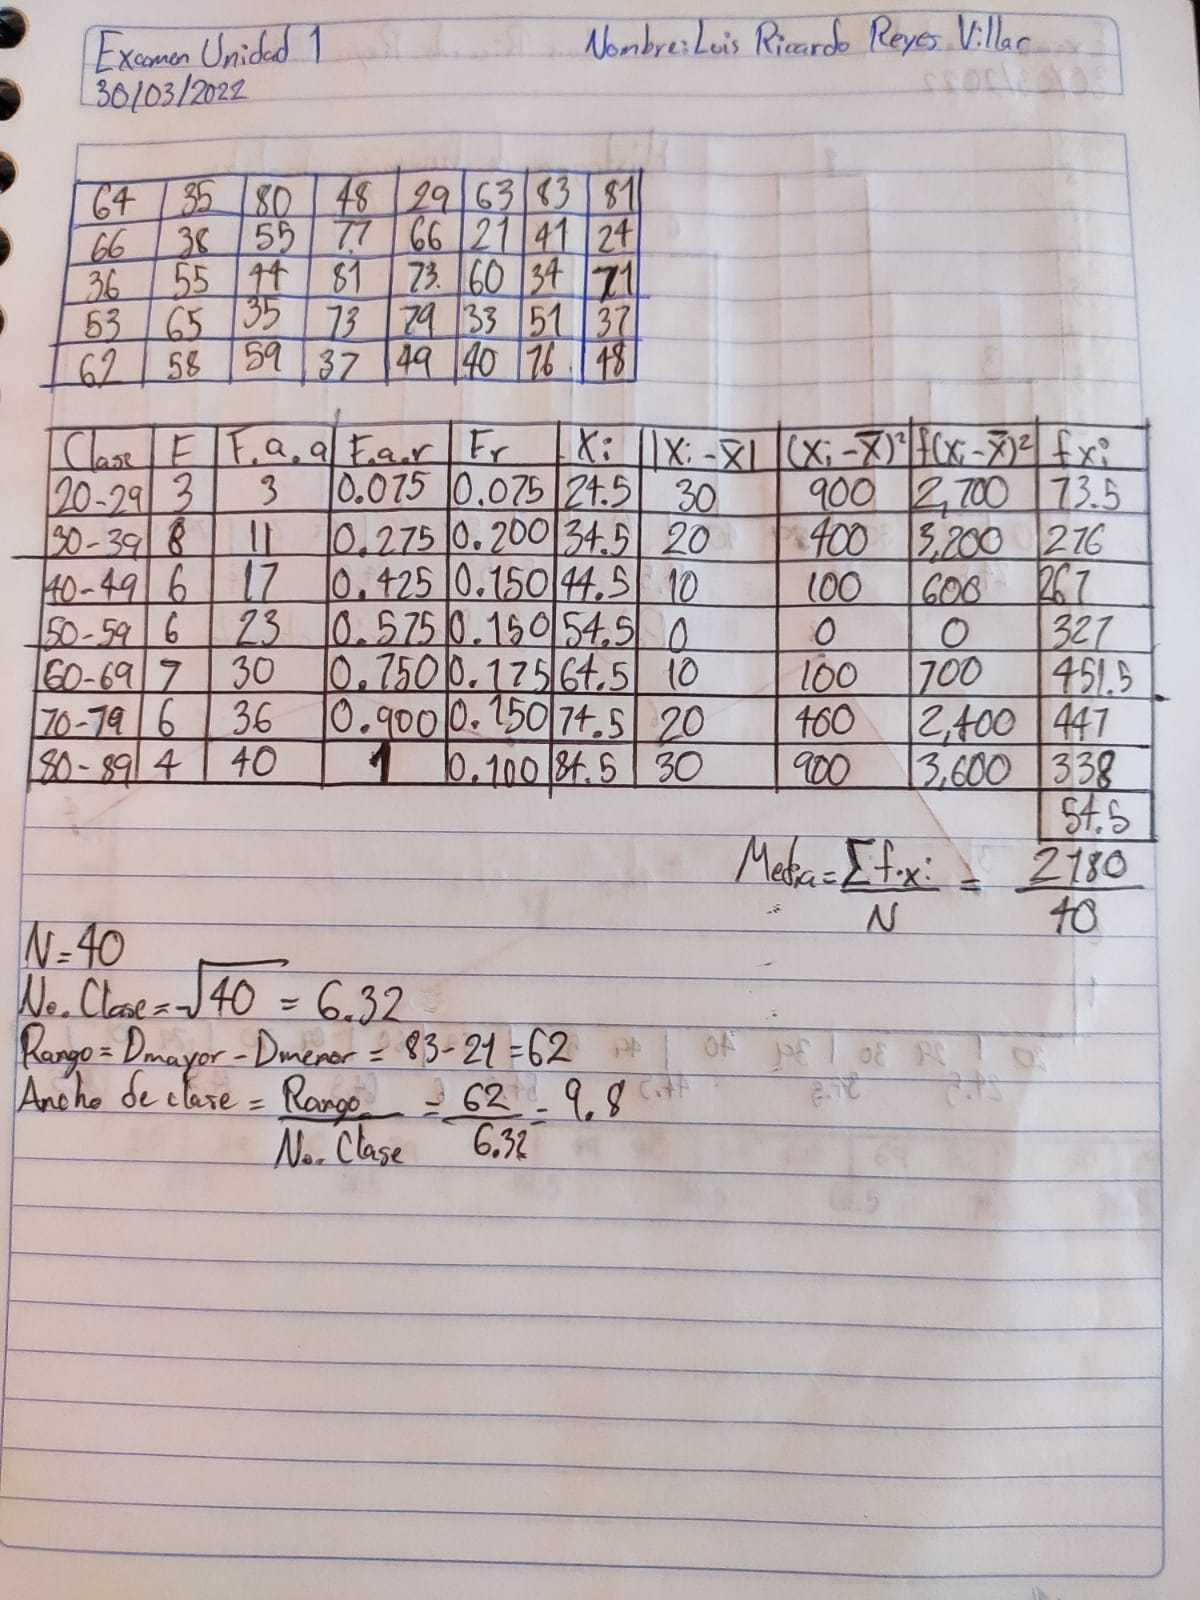 Examen Unidad 1 Nombre: Luis Ricardo Reyes Villar
30/03/2022
64 35 80 48 29 63 83 81
66 38 55 77 66 21 41 24
36 55 44 81 73 60 34 71
53 65 35 73 79 33 51 37
62 58 59 37 49 40 76 48
Clase F F.a.a F.a.r Fr Xi |Xi-X̄| (Xi-X̄)² f(Xi-X̄)² fxi
20-29 3 3 0.075 0.075 24.5 30 900 2,700 73.5
30-39 8 11 0.275 0.200 34.5 20 400 3,200 276
40-49 6 17 0.425 0.150 44.5 10 100 600 267
50-59 6 23 0.575 0.150 54.5 0 0 0 327
60-69 7 30 0.750 0.175 64.5 10 100 700 451.5
70-79 6 36 0.900 0.150 74.5 20 400 2,400 447
80-89 4 40 1 0.100 84.5 30 900 3,600 338
54.5
Media = Σf·xi / N = 2180 / 40
N=40
No. Clase = √40 = 6.32
Rango = Dmayor - Dmenor = 83-21 = 62
Ancho de clase = Rango / No. Clase = 62 / 6.32 = 9.8